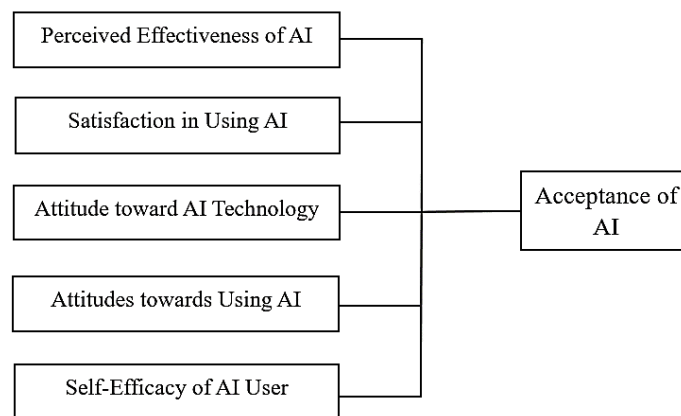 Perceived Effectiveness of AI
Satisfaction in Using AI
Attitude toward AI Technology
Attitudes towards Using AI
Self-Efficacy of AI User
Acceptance of
AI